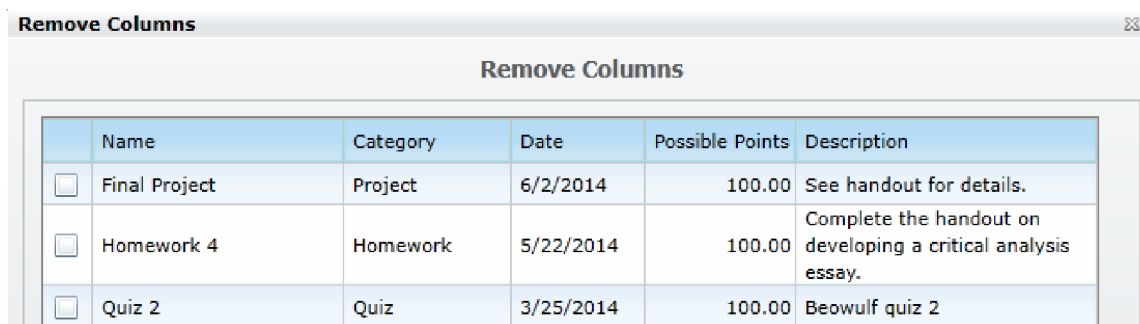 Remove Columns
Remove Columns
Name Category Date Possible Points Description
Final Project Project 6/2/2014 100.00 See handout for details.
Complete the handout on
Homework 4 Homework 5/22/2014 100.00 developing a critical analysis
essay.
Quiz 2 Quiz 3/25/2014 100.00 Beowulf quiz 2